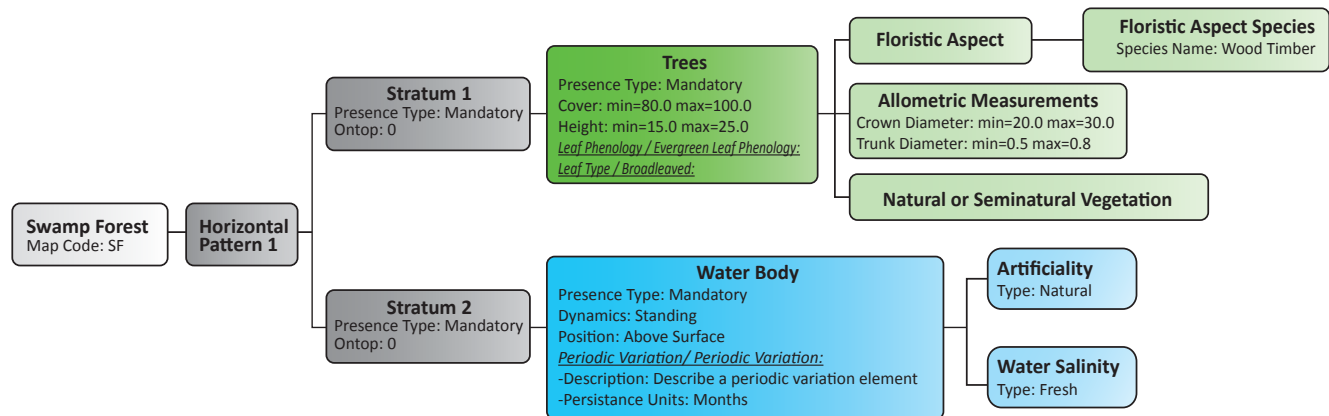 Swamp Forest
Map Code: SF
Horizontal
Pattern 1
Stratum 1
Presence Type: Mandatory
Ontop: 0
Trees
Presence Type: Mandatory
Cover: min=80.0 max=100.0
Height: min=15.0 max=25.0
Leaf Phenology / Evergreen Leaf Phenology:
Leaf Type / Broadleaved:
Floristic Aspect
Floristic Aspect Species
Species Name: Wood Timber
Allometric Measurements
Crown Diameter: min=20.0 max=30.0
Trunk Diameter: min=0.5 max=0.8
Natural or Seminatural Vegetation
Stratum 2
Presence Type: Mandatory
Ontop: 0
Water Body
Presence Type: Mandatory
Dynamics: Standing
Position: Above Surface
Periodic Variation/ Periodic Variation:
-Description: Describe a periodic variation element
-Persistance Units: Months
Artificiality
Type: Natural
Water Salinity
Type: Fresh